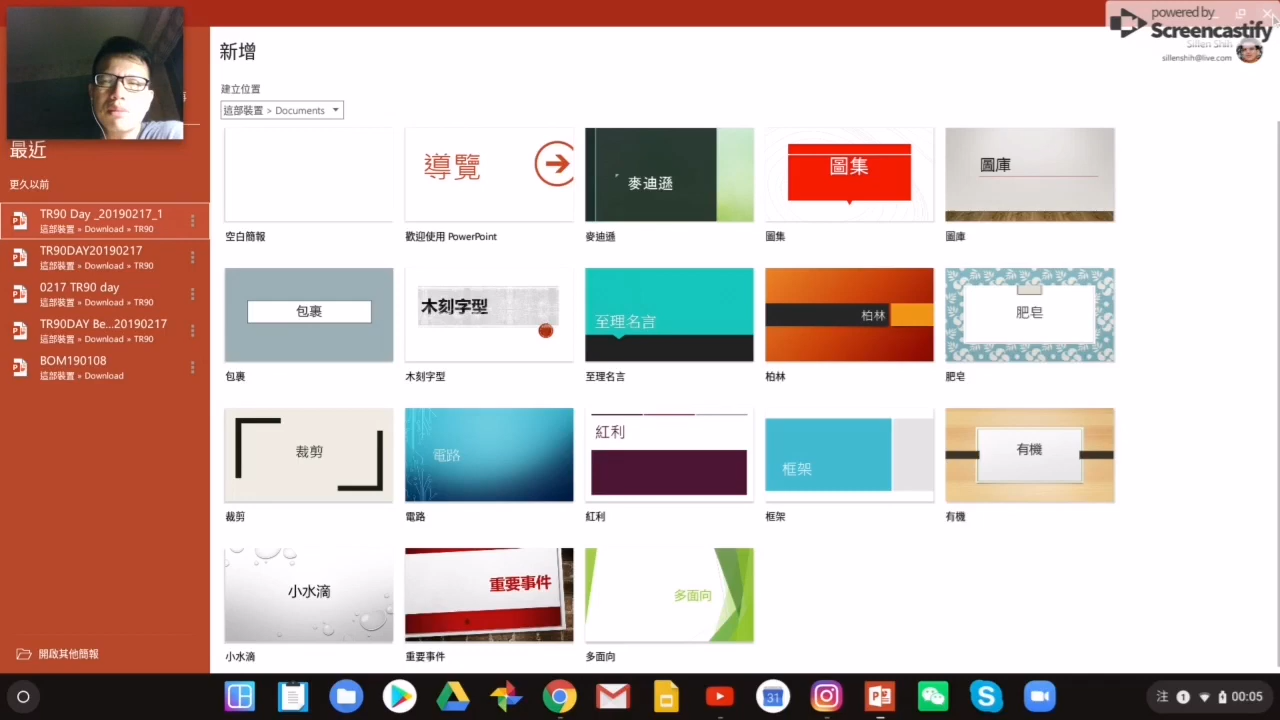 powered by
Screencastify
Sillen Shih
sillenshih@live.com
最近
更久以前
TR90 Day _20190217_1
這部裝置 » Download » TR90
TR90DAY20190217
這部裝置 » Download » TR90
0217 TR90 day
這部裝置 » Download » TR90
TR90DAY Be...20190217
這部裝置 » Download » TR90
BOM190108
這部裝置 » Download
開啟其他簡報
新增
建立位置
這部裝置 > Documents
導覽
麥迪遜
圖集
圖庫
空白簡報
歡迎使用 PowerPoint
麥迪遜
圖集
圖庫
包裹
木刻字型
至理名言
柏林
肥皂
包裹
木刻字型
至理名言
柏林
肥皂
裁剪
電路
紅利
框架
有機
裁剪
電路
紅利
框架
有機
小水滴
重要事件
多面向
小水滴
重要事件
多面向
31
注 1 00:05